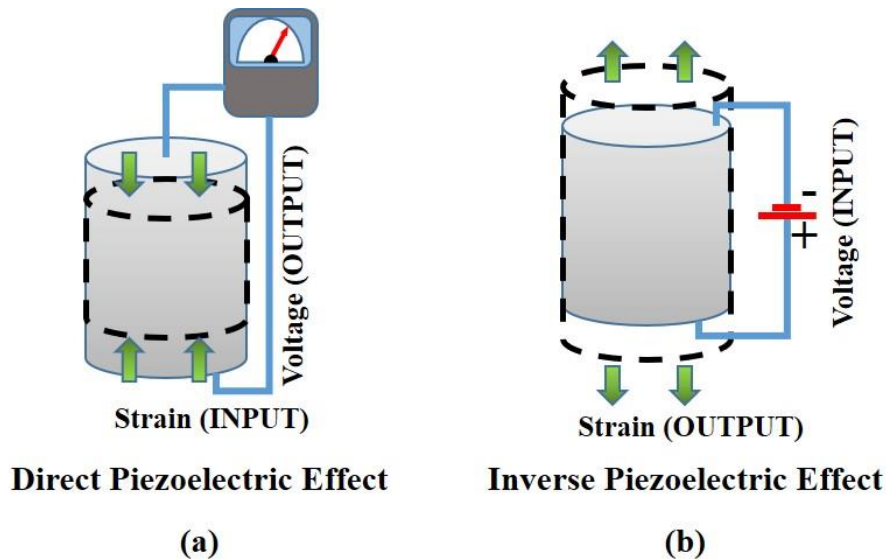 Voltage (OUTPUT)
Strain (INPUT)
Direct Piezoelectric Effect
(a)
-
+
Voltage (INPUT)
Strain (OUTPUT)
Inverse Piezoelectric Effect
(b)